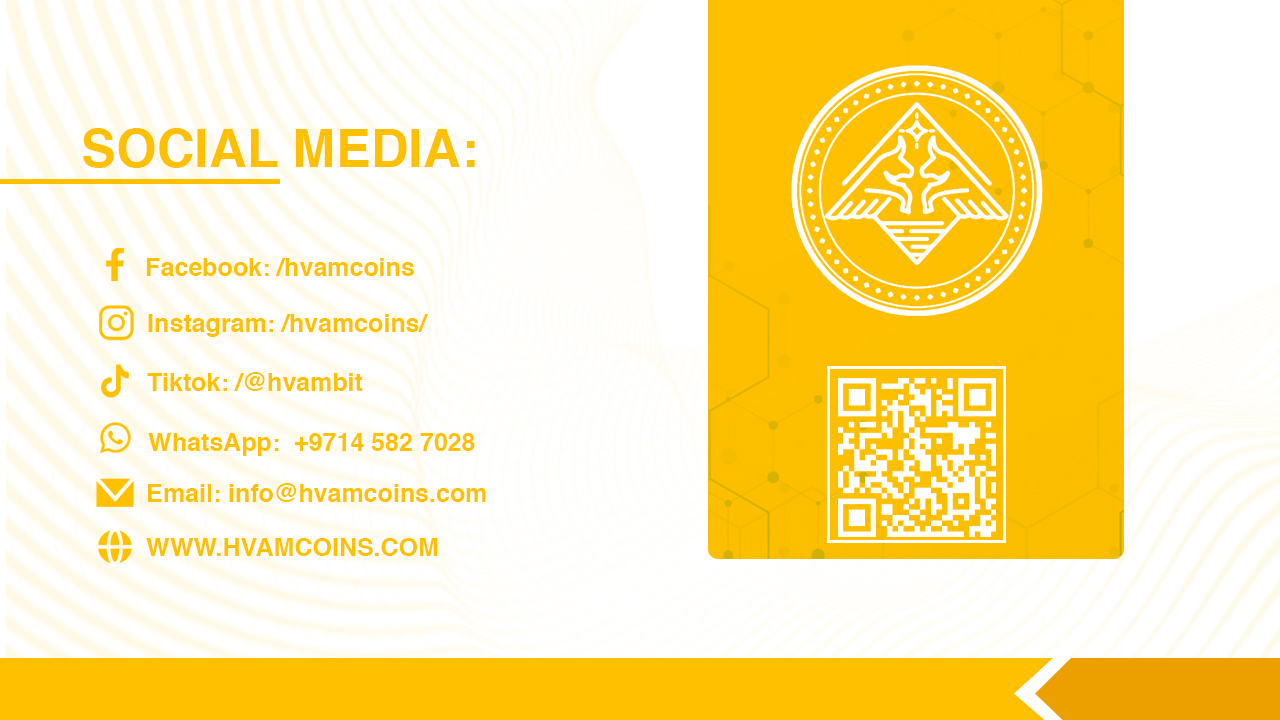 SOCIAL MEDIA:
Facebook: /hvamcoins
Instagram: /hvamcoins/
Tiktok: /@hvambit
WhatsApp:  +9714 582 7028
Email: info@hvamcoins.com
WWW.HVAMCOINS.COM